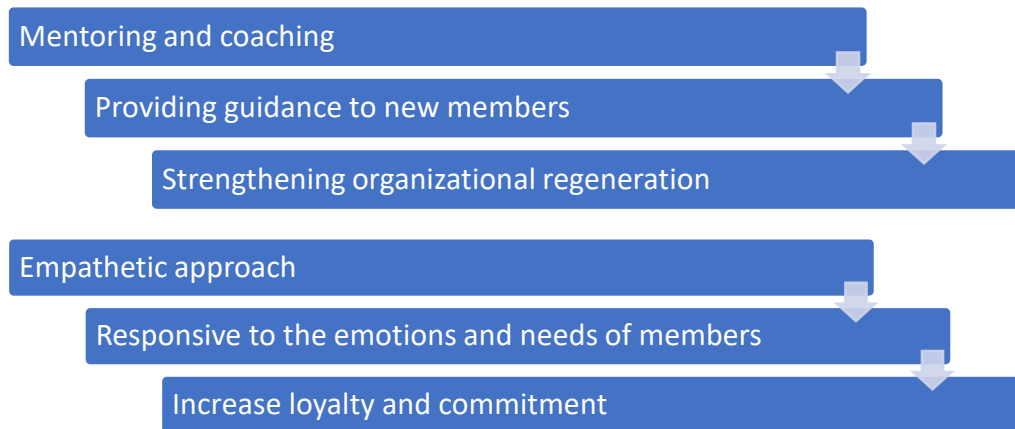 Mentoring and coaching
Providing guidance to new members
Strengthening organizational regeneration
Empathetic approach
Responsive to the emotions and needs of members
Increase loyalty and commitment